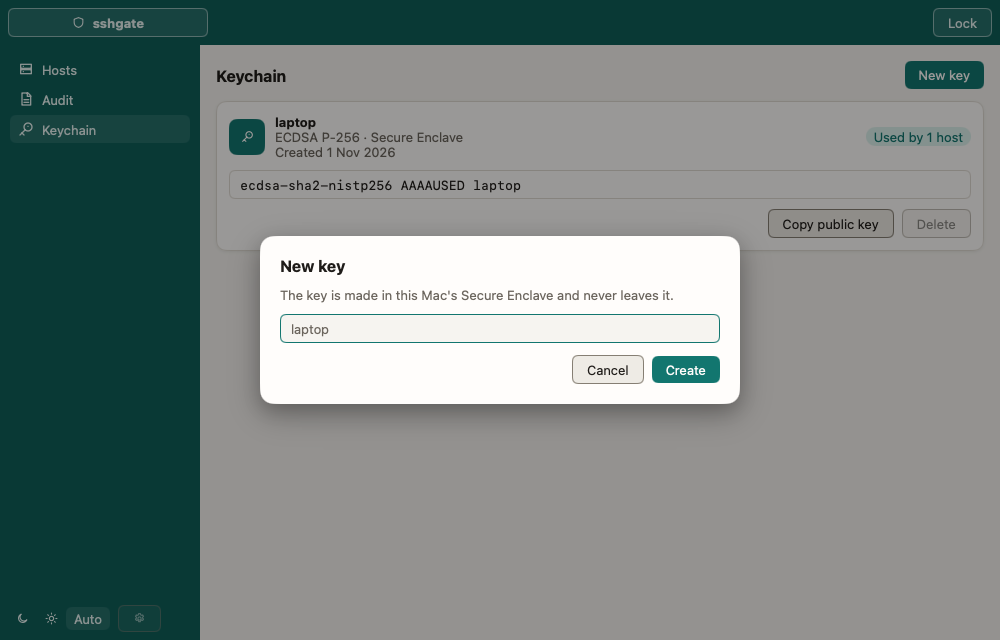 sshgate
Lock
Hosts
Audit
Keychain
Keychain
New key
laptop
ECDSA P-256 · Secure Enclave
Created 1 Nov 2026
Used by 1 host
ecdsa-sha2-nistp256 AAAAUSED laptop
Copy public key
Delete
New key
The key is made in this Mac's Secure Enclave and never leaves it.
laptop
Cancel
Create
Auto